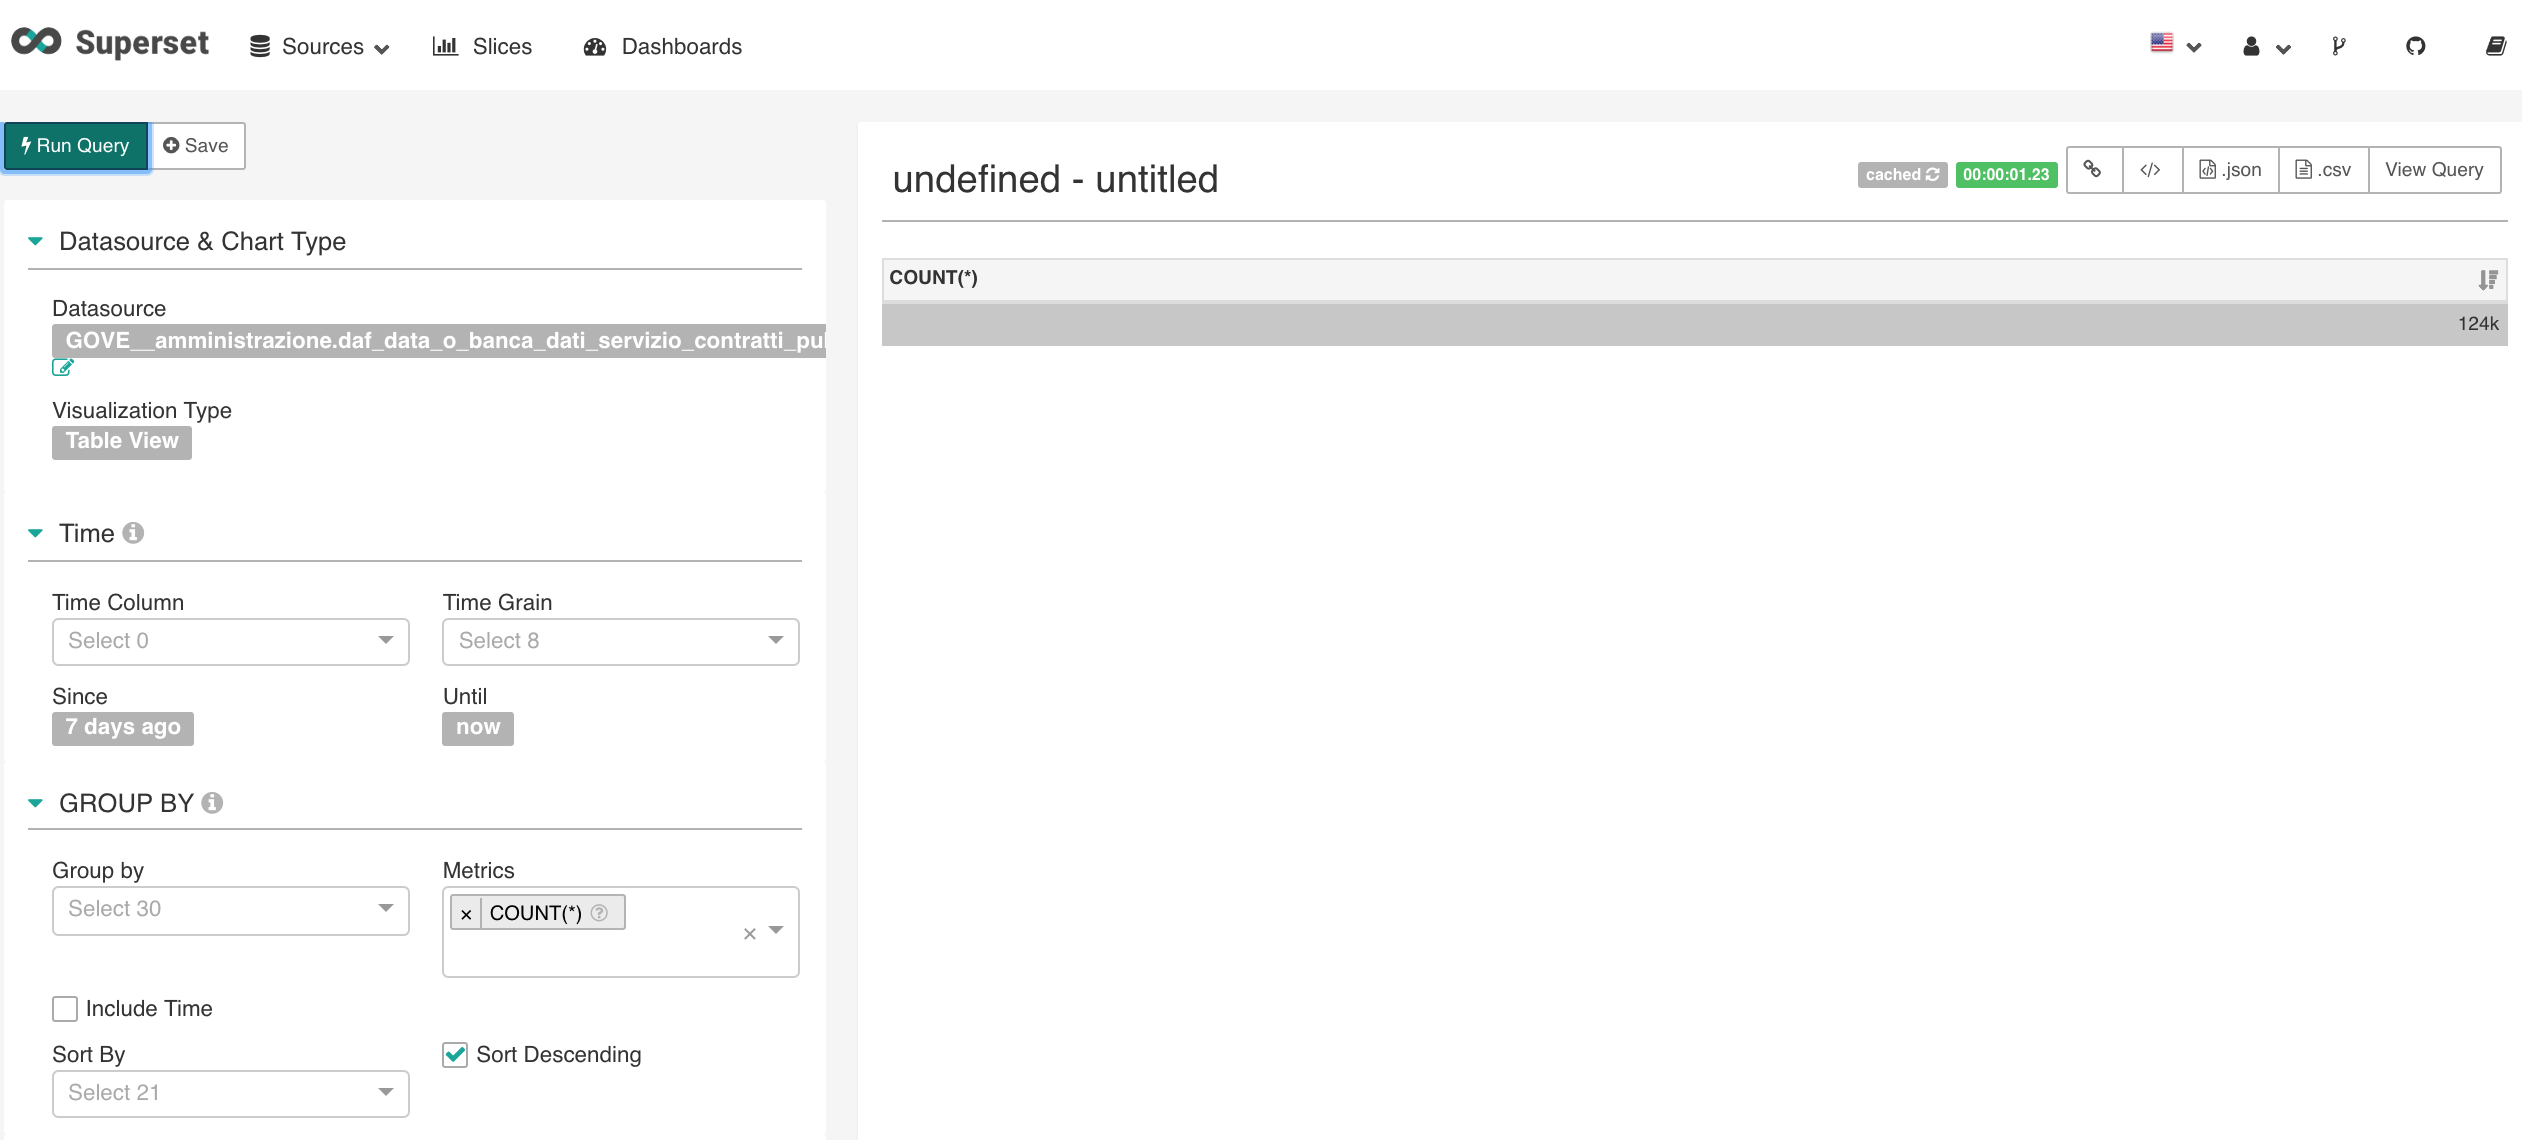 Superset Sources Slices Dashboards
Run Query Save
undefined - untitled
cached 00:00:01.23 </> .json .csv View Query
Datasource & Chart Type
Datasource
GOVE__amministrazione.daf_data_o_banca_dati_servizio_contratti_pul
Visualization Type
Table View
COUNT(*)
124k
Time
Time Column Time Grain
Select 0 Select 8
Since Until
7 days ago now
GROUP BY
Group by Metrics
Select 30 × COUNT(*) ? ×
Include Time
Sort By Sort Descending
Select 21